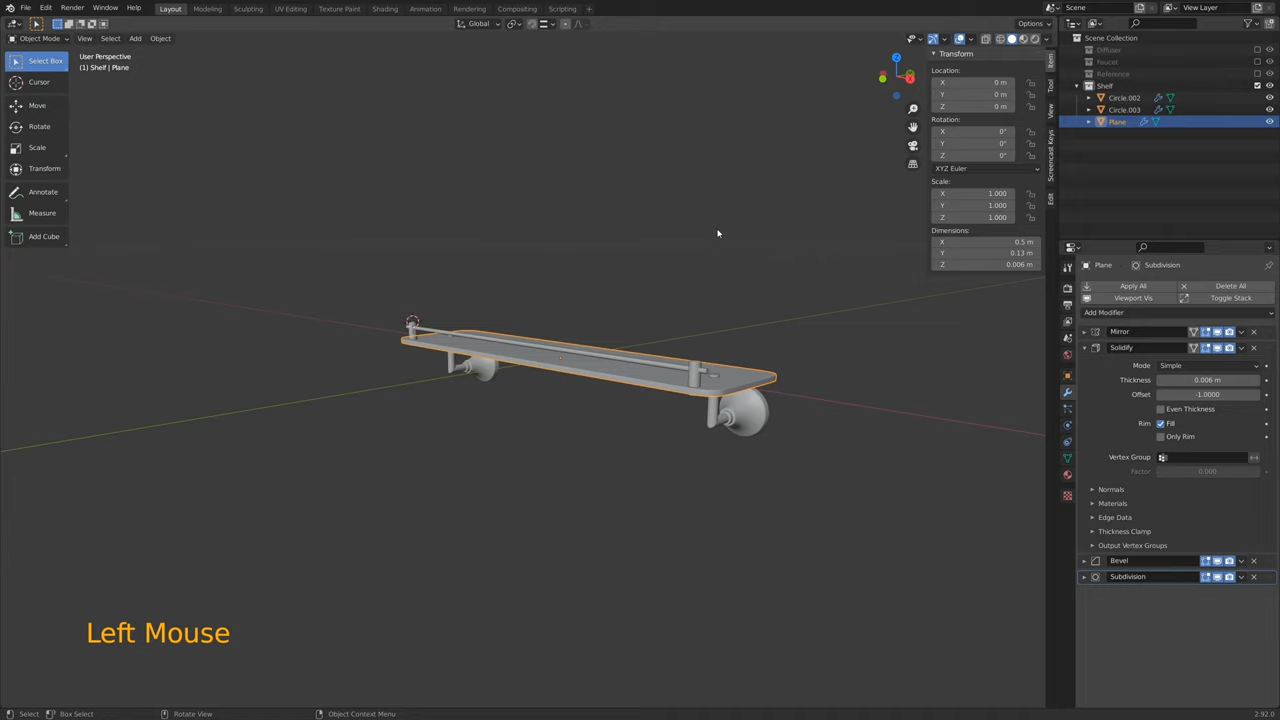 File Edit Render Window Help Layout Modeling Sculpting UV Editing Texture Paint Shading Animation Rendering Compositing Scripting + Scene View Layer
Global Options
Object Mode View Select Add Object
Select Box
Cursor
Move
Rotate
Scale
Transform
Annotate
Measure
Add Cube
User Perspective
(1) Shelf | Plane
Transform
Location:
X 0 m
Y 0 m
Z 0 m
Rotation:
X 0°
Y 0°
Z 0°
XYZ Euler
Scale:
X 1.000
Y 1.000
Z 1.000
Dimensions:
X 0.5 m
Y 0.13 m
Z 0.006 m
Item
Tool
View
Screencast Keys
Edit
Scene Collection
Diffuser
Faucet
Reference
Shelf
Circle.002
Circle.003
Plane
Plane Subdivision
Apply All Delete All
Viewport Vis Toggle Stack
Add Modifier
Mirror
Solidify
Mode Simple
Thickness 0.006 m
Offset -1.0000
Even Thickness
Rim Fill
Only Rim
Vertex Group
Factor 0.000
Normals
Materials
Edge Data
Thickness Clamp
Output Vertex Groups
Bevel
Subdivision
Left Mouse
Select Box Select Rotate View Object Context Menu 2.92.0